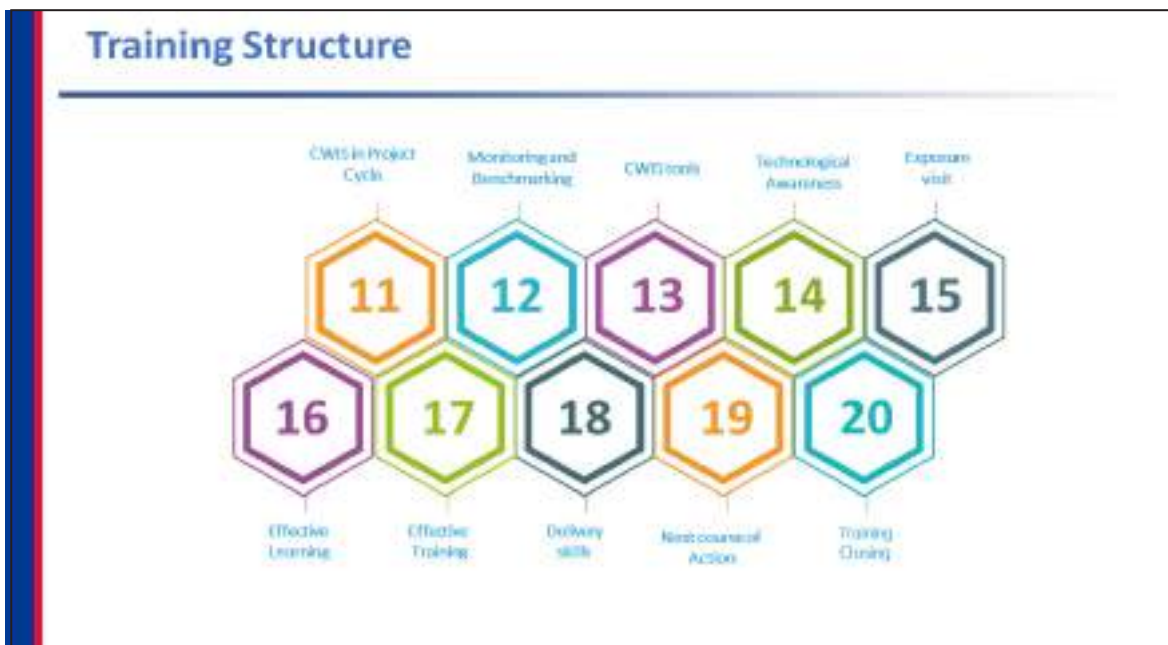 Training Structure
CWIS in Project
Cycle
Monitoring and
Benchmarking
CWIS tools
Technological
Awareness
Exposure
visit
11
12
13
14
15
16
17
18
19
20
Effective
Learning
Effective
Training
Delivery
skills
Next course of
Action
Training
Closing